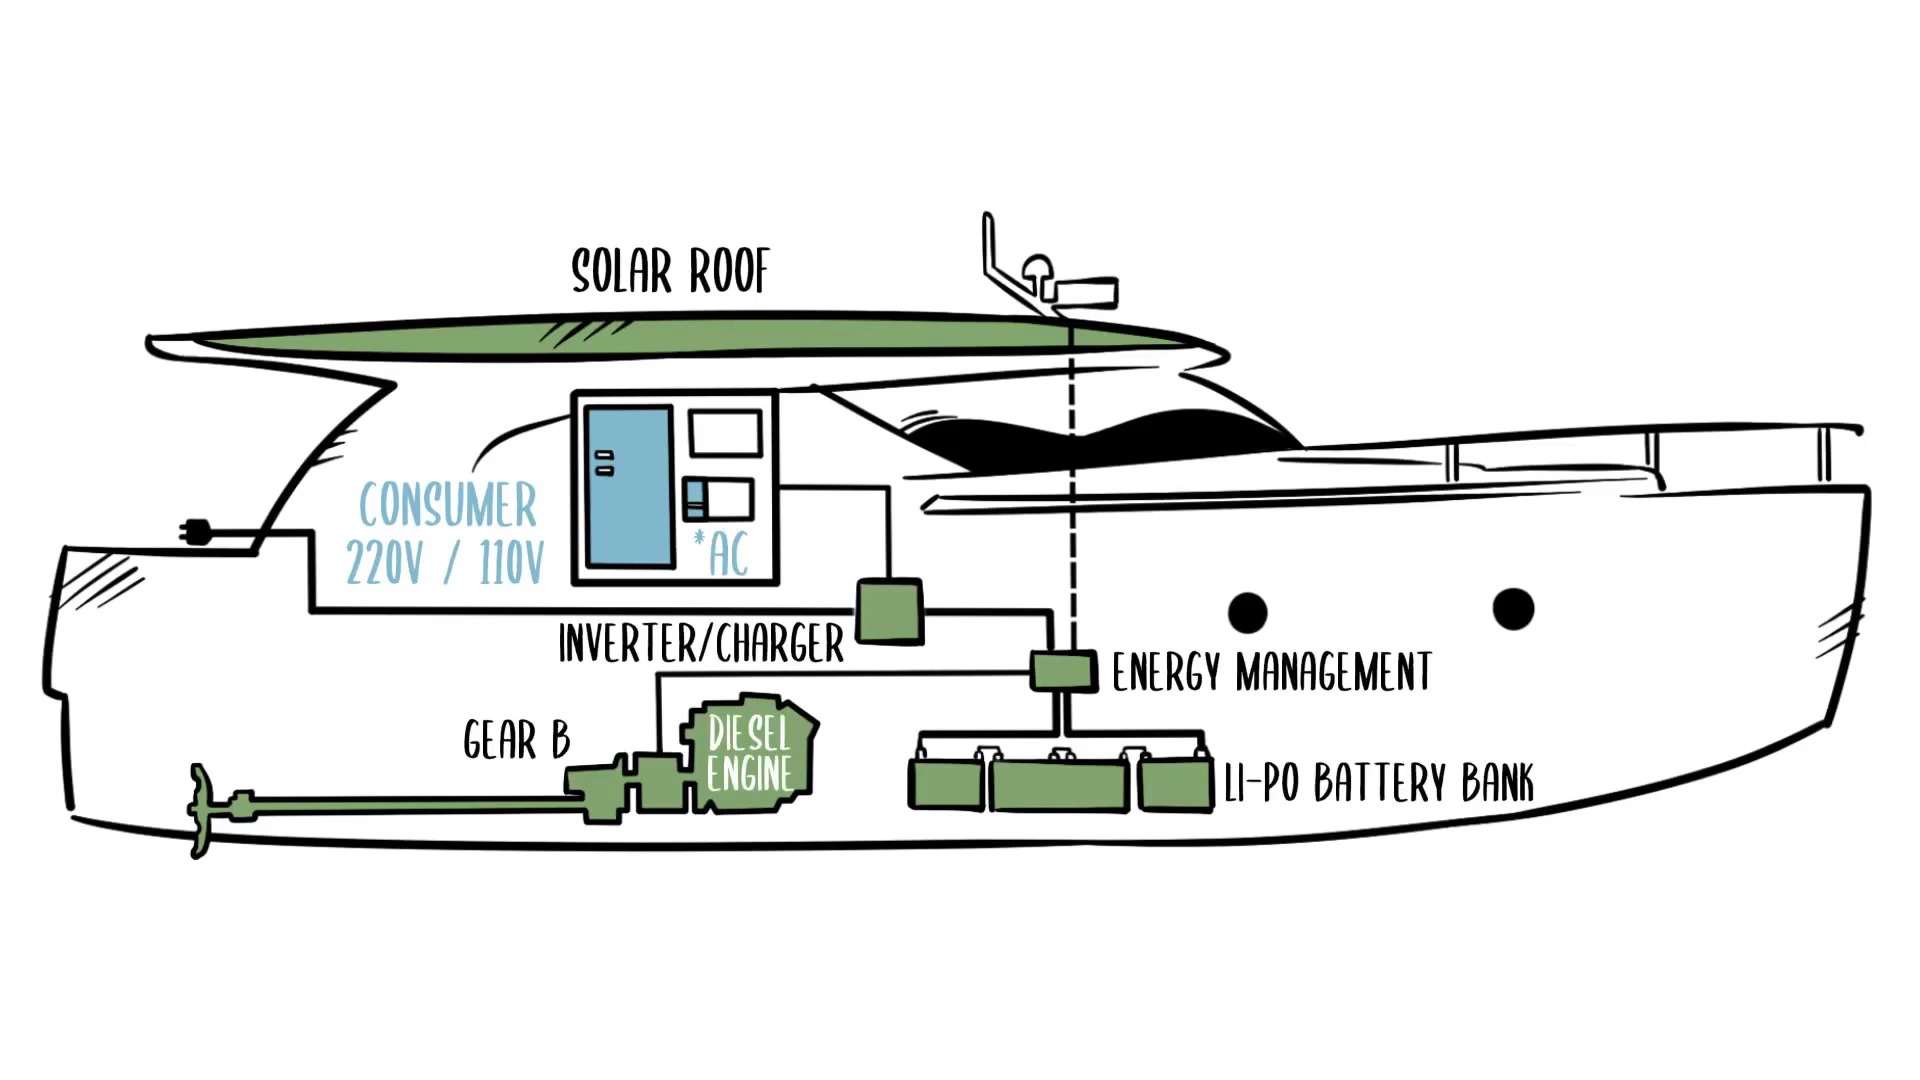 SOLAR ROOF
CONSUMER
220V / 110V
*AC
INVERTER/CHARGER
ENERGY MANAGEMENT
GEAR B
DIESEL
ENGINE
LI-PO BATTERY BANK